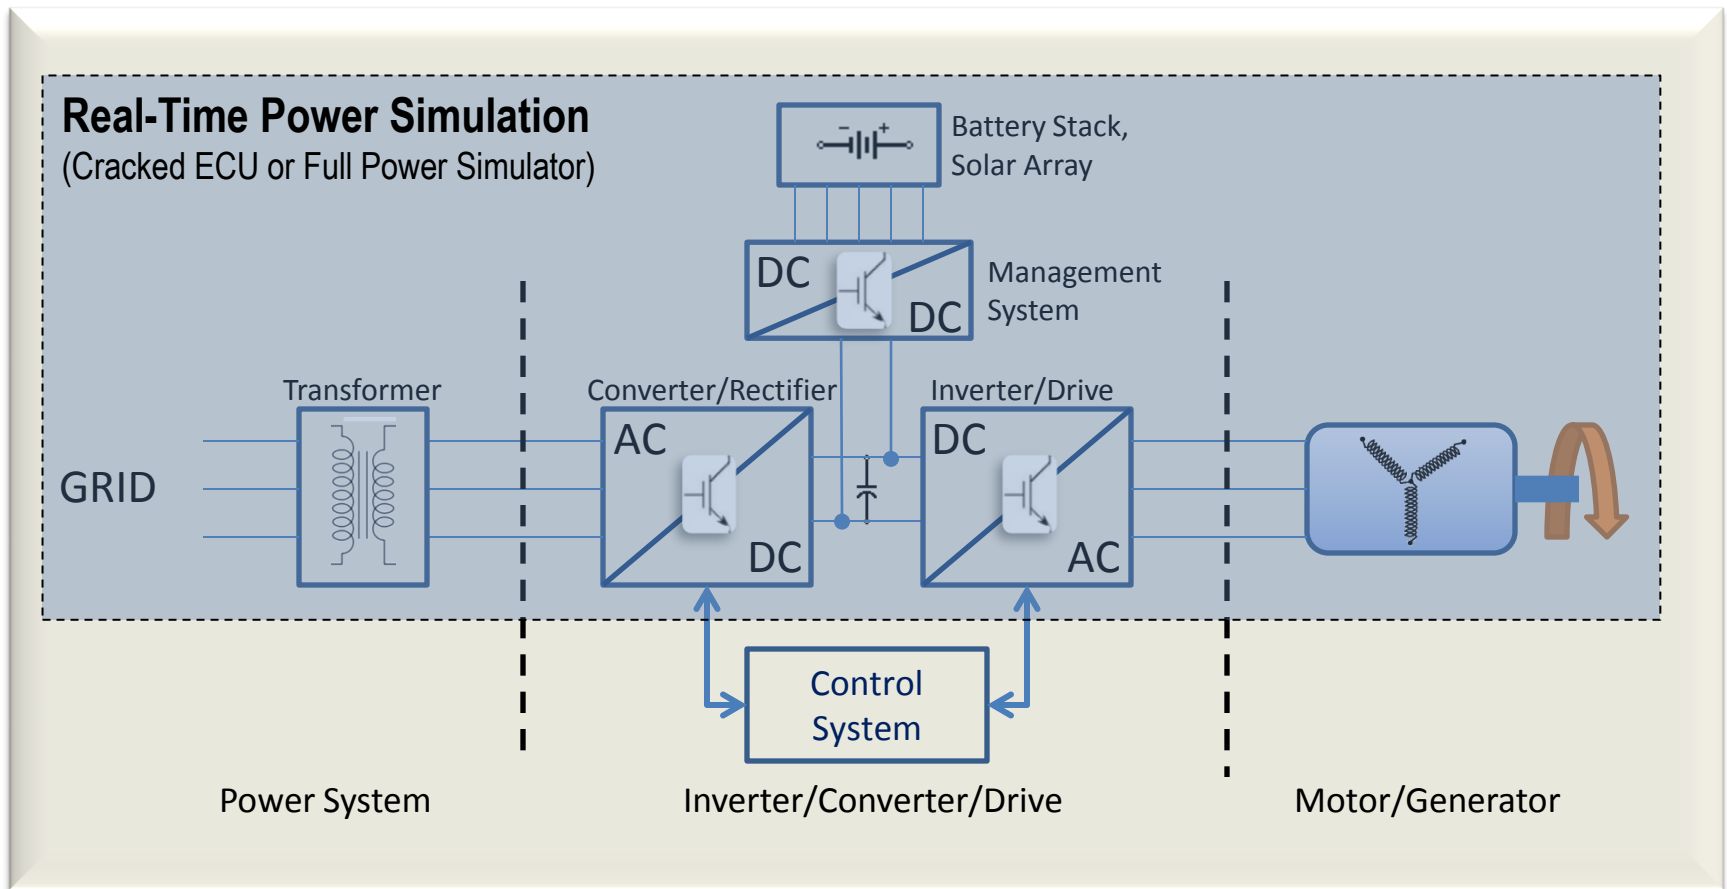 Real-Time Power Simulation
(Cracked ECU or Full Power Simulator)
- +
Battery Stack,
Solar Array
DC
DC
Management
System
Transformer
Converter/Rectifier
Inverter/Drive
GRID
AC
DC
DC
AC
Control
System
Power System
Inverter/Converter/Drive
Motor/Generator